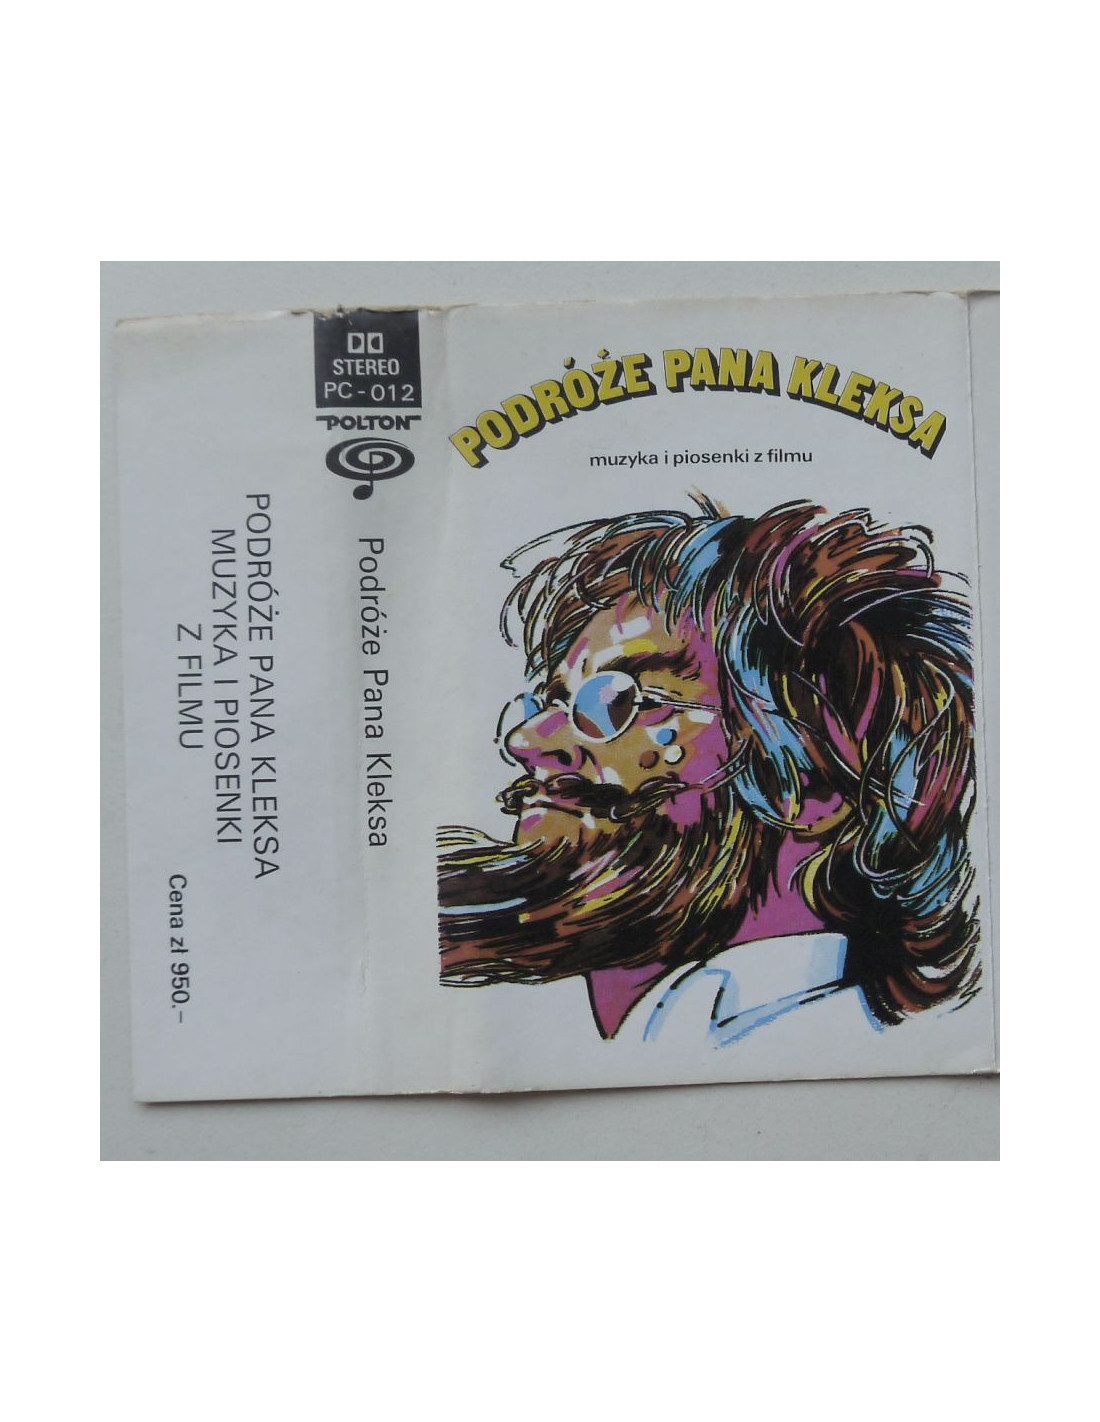 STEREO
PC-012
POLTON
Podróże Pana Kleksa
PODRÓŻE PANA KLEKSA
MUZYKA I PIOSENKI
Z FILMU
Cena zł 950.–
PODRÓŻE PANA KLEKSA
muzyka i piosenki z filmu